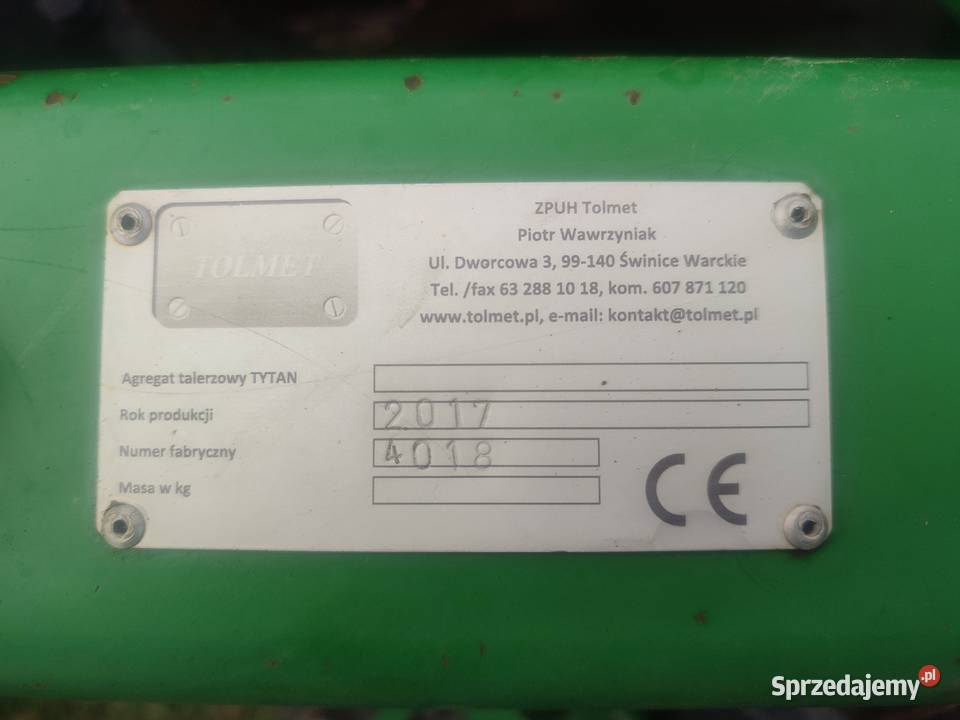 TOLMET
ZPUH Tolmet
Piotr Wawrzyniak
Ul. Dworcowa 3, 99-140 Świnice Warckie
Tel. /fax 63 288 10 18, kom. 607 871 120
www.tolmet.pl, e-mail: kontakt@tolmet.pl
Agregat talerzowy TYTAN
Rok produkcji 2017
Numer fabryczny 4018
Masa w kg
CE
Sprzedajemy.pl